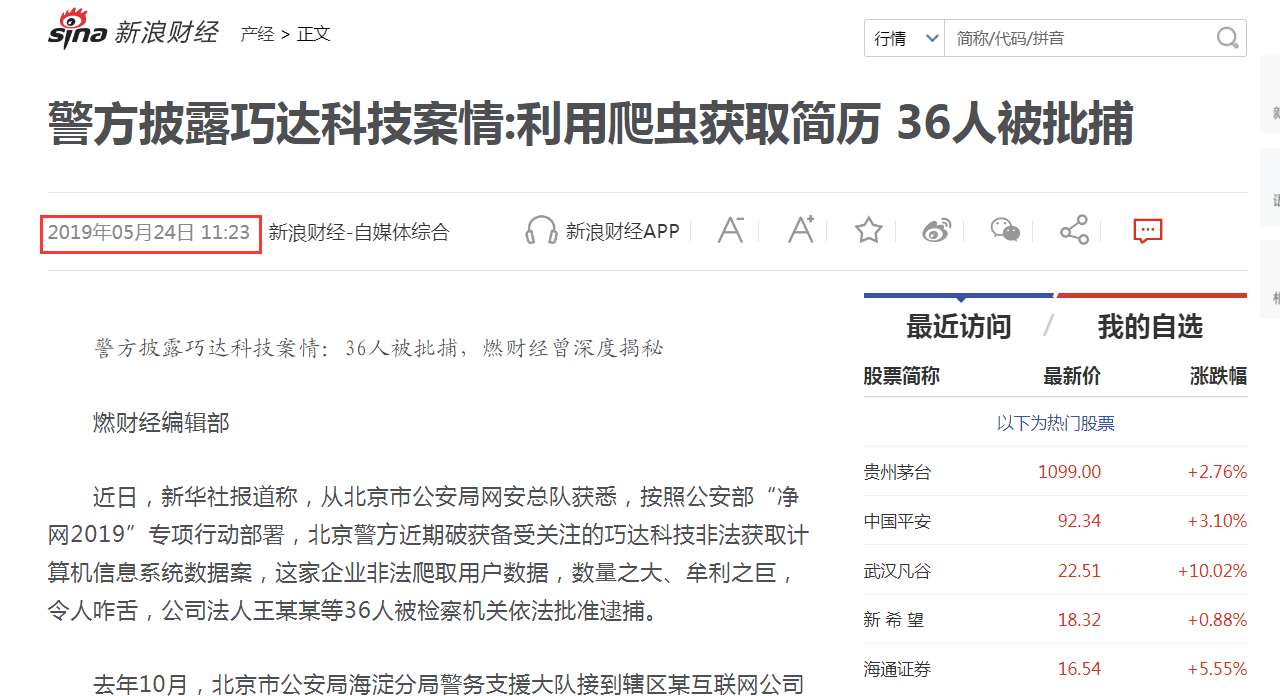 sina 新浪财经 产经 > 正文
行情 简称/代码/拼音
警方披露巧达科技案情:利用爬虫获取简历 36人被批捕
2019年05月24日 11:23 新浪财经-自媒体综合
新浪财经APP
警方披露巧达科技案情：36人被批捕，燃财经曾深度揭秘
燃财经编辑部
近日，新华社报道称，从北京市公安局网安总队获悉，按照公安部“净
网2019”专项行动部署，北京警方近期破获备受关注的巧达科技非法获取计
算机信息系统数据案，这家企业非法爬取用户数据，数量之大、牟利之巨，
令人咋舌，公司法人王某某等36人被检察机关依法批准逮捕。
去年10月，北京市公安局海淀分局警务支援大队接到辖区某互联网公司
最近访问 / 我的自选
股票简称 最新价 涨跌幅
以下为热门股票
贵州茅台 1099.00 +2.76%
中国平安 92.34 +3.10%
武汉凡谷 22.51 +10.02%
新 希 望 18.32 +0.88%
海通证券 16.54 +5.55%